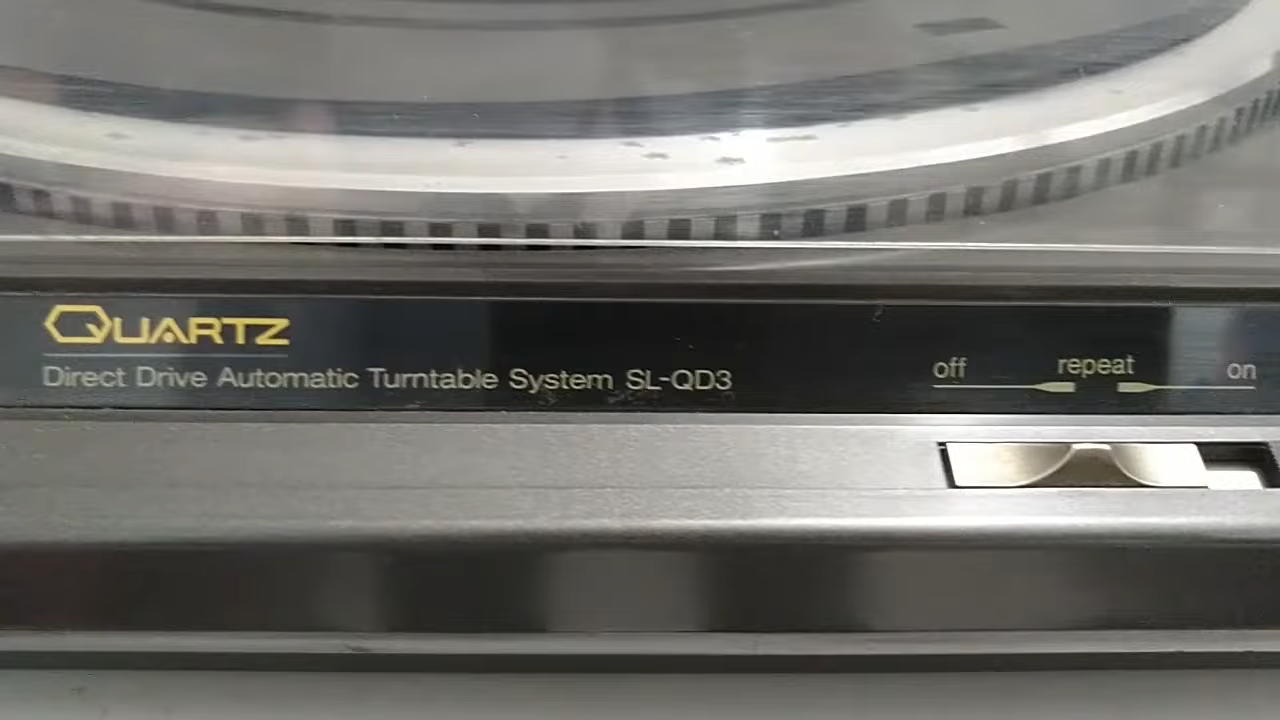 QUARTZ
Direct Drive Automatic Turntable System SL-QD3
off repeat on